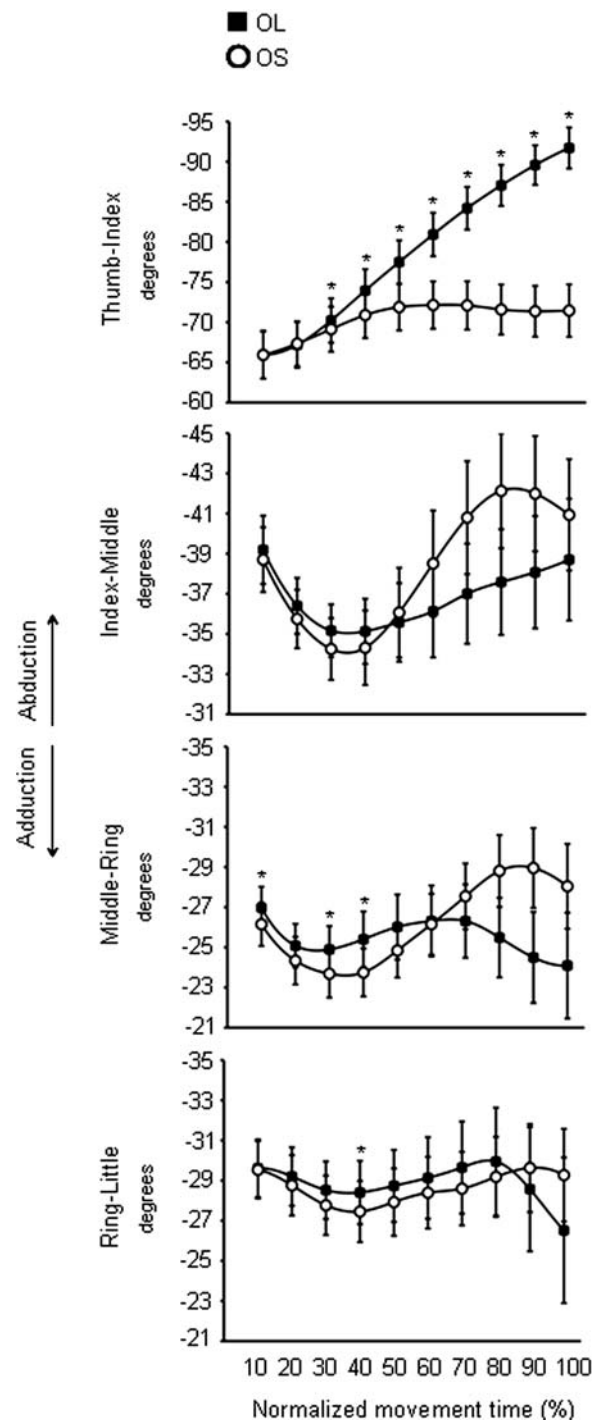 OL
OS
Thumb-Index
degrees
-95
-90
-85
-80
-75
-70
-65
-60
* * * * * * * *
Index-Middle
degrees
-45
-43
-41
-39
-37
-35
-33
-31
Abduction
Adduction
Middle-Ring
degrees
-35
-33
-31
-29
-27
-25
-23
-21
* * *
Ring-Little
degrees
-35
-33
-31
-29
-27
-25
-23
-21
*
10 20 30 40 50 60 70 80 90 100
Normalized movement time (%)